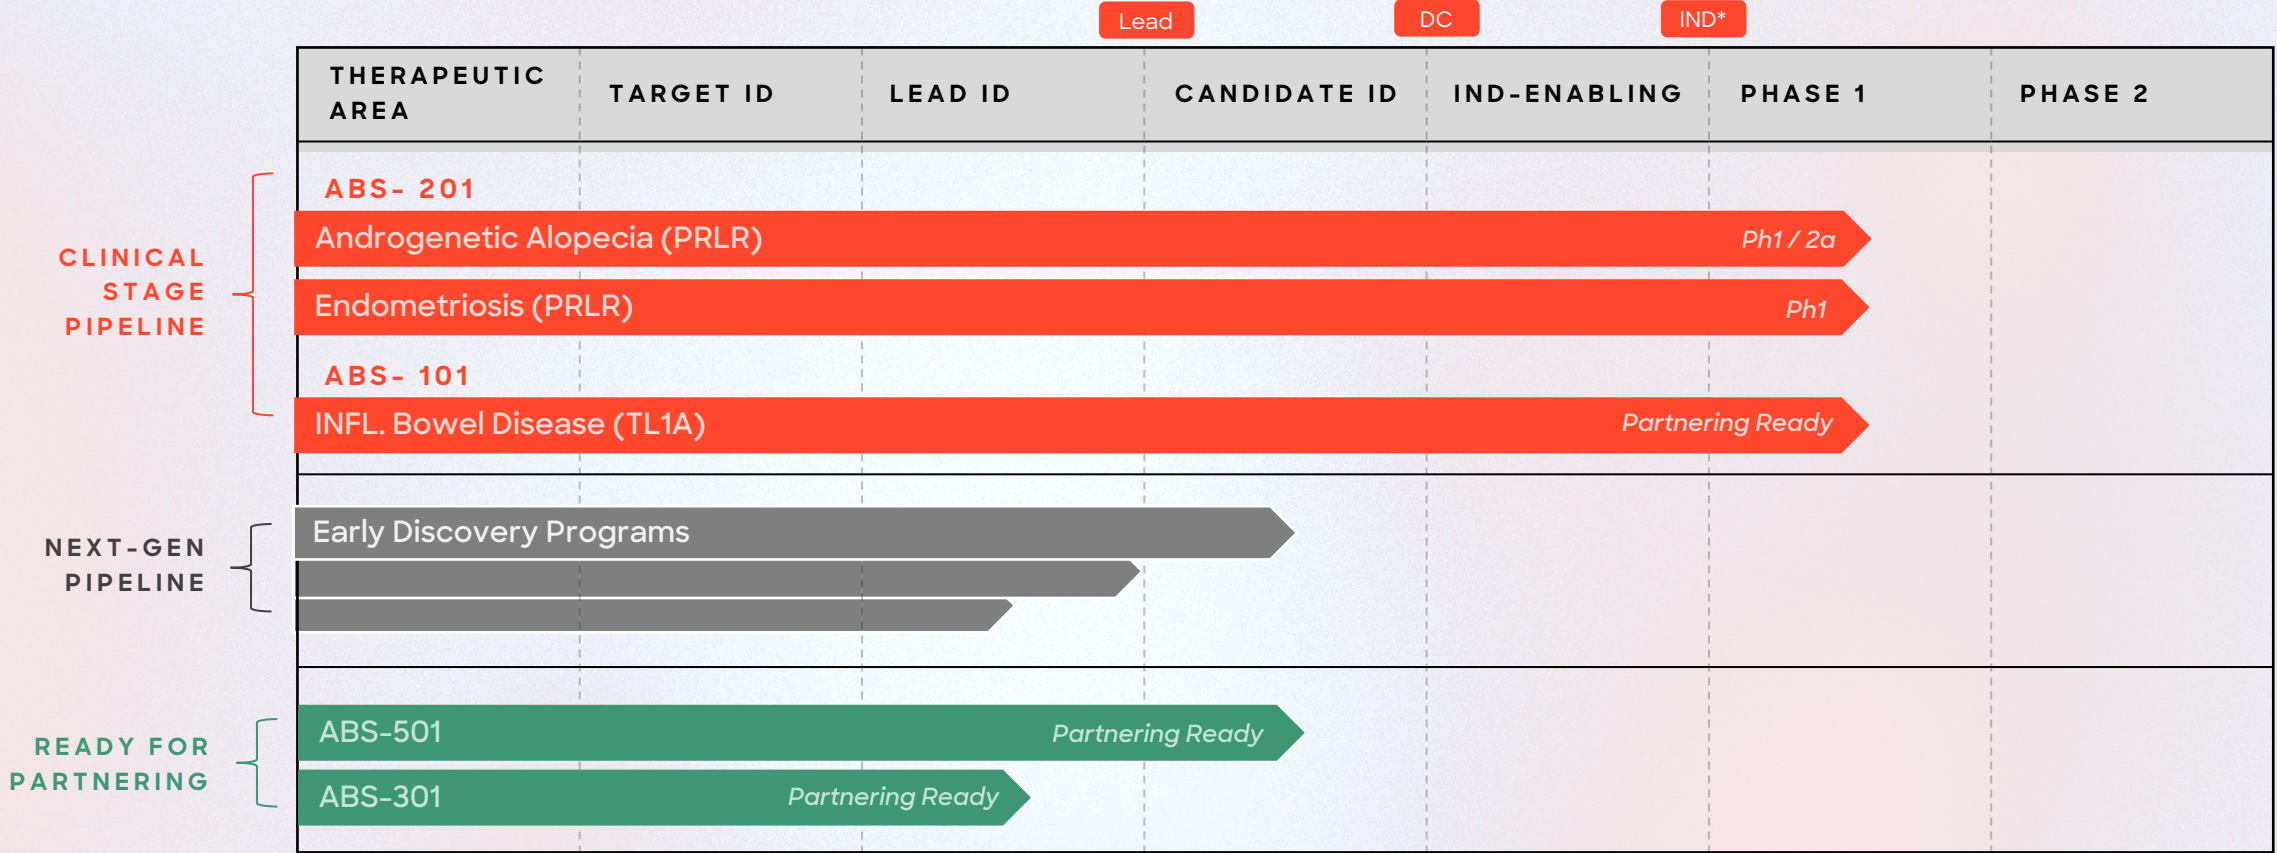 Lead
DC
IND*
THERAPEUTIC
AREA
TARGET ID
LEAD ID
CANDIDATE ID
IND-ENABLING
PHASE 1
PHASE 2
CLINICAL
STAGE
PIPELINE
ABS- 201
Androgenetic Alopecia (PRLR)
Ph1 / 2a
Endometriosis (PRLR)
Ph1
ABS- 101
INFL. Bowel Disease (TL1A)
Partnering Ready
NEXT-GEN
PIPELINE
Early Discovery Programs
READY FOR
PARTNERING
ABS-501
Partnering Ready
ABS-301
Partnering Ready